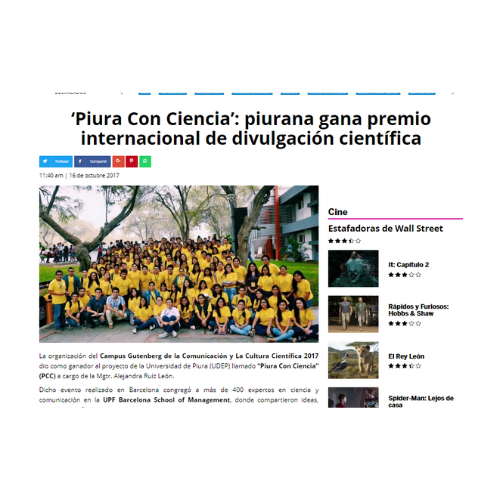 ‘Piura Con Ciencia’: piurana gana premio
internacional de divulgación científica
Twittear
Compartir
11:40 am | 16 de octubre 2017
La organización del Campus Gutenberg de la Comunicación y La Cultura Científica 2017
dio como ganador al proyecto de la Universidad de Piura (UDEP) llamado “Piura Con Ciencia”
(PCC) a cargo de la Mgtr. Alejandra Ruiz León.
Dicho evento realizado en Barcelona congregó a más de 400 expertos en ciencia y
comunicación en la UPF Barcelona School of Management, donde compartieron ideas,
Cine
Estafadoras de Wall Street
It: Capítulo 2
Rápidos y Furiosos:
Hobbs & Shaw
El Rey León
Spider-Man: Lejos de
casa